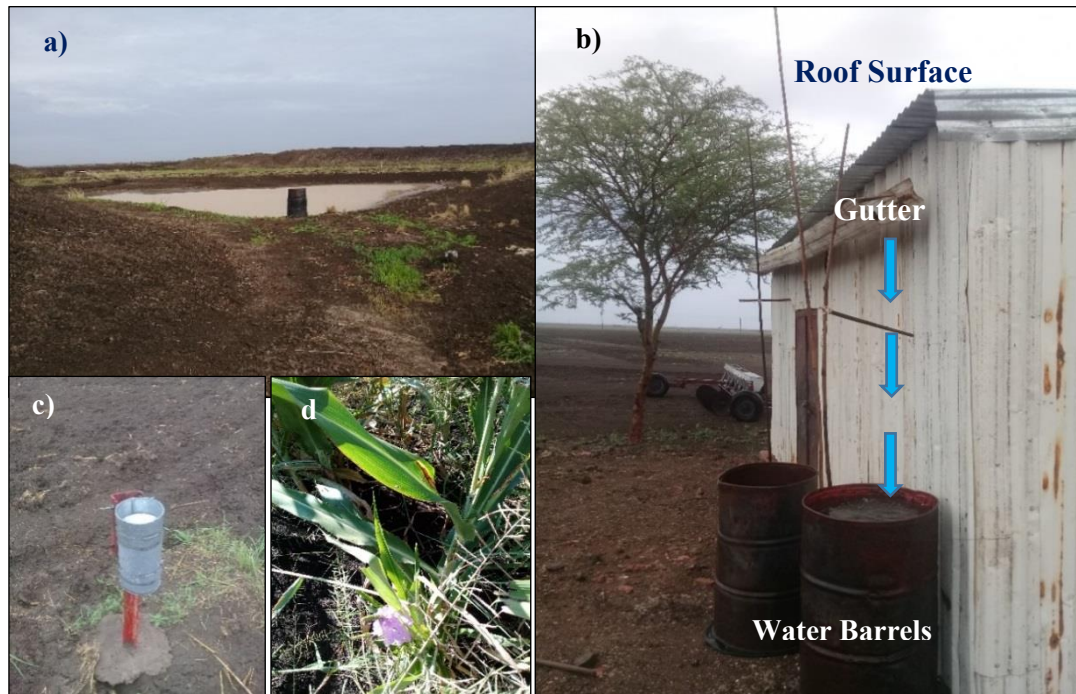 a)
b)
Roof Surface
Gutter
c)
d
Water Barrels